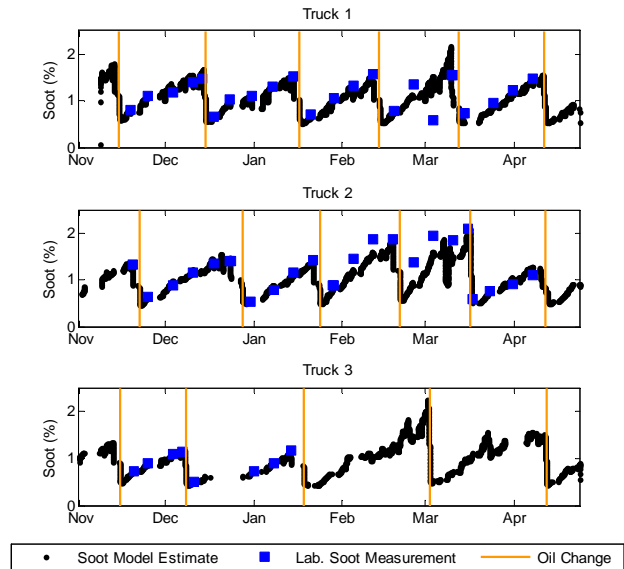 Truck 1
2
1
0
Soot (%)
Nov Dec Jan Feb Mar Apr
Truck 2
2
1
0
Soot (%)
Nov Dec Jan Feb Mar Apr
Truck 3
2
1
0
Soot (%)
Nov Dec Jan Feb Mar Apr
Soot Model Estimate Lab. Soot Measurement Oil Change